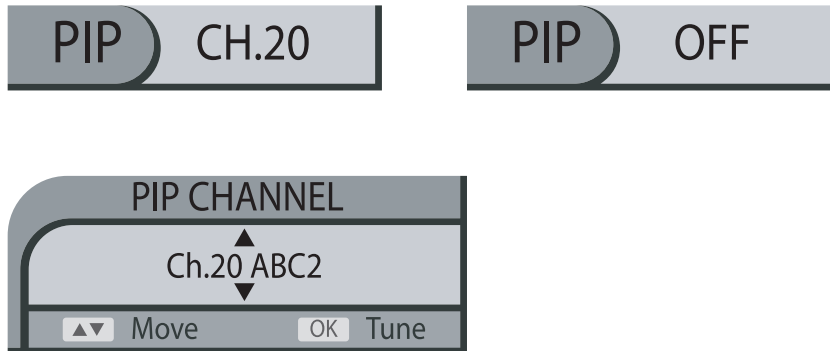 PIP CH.20
PIP OFF
PIP CHANNEL
▲
Ch.20 ABC2
▼
▲▼ Move OK Tune